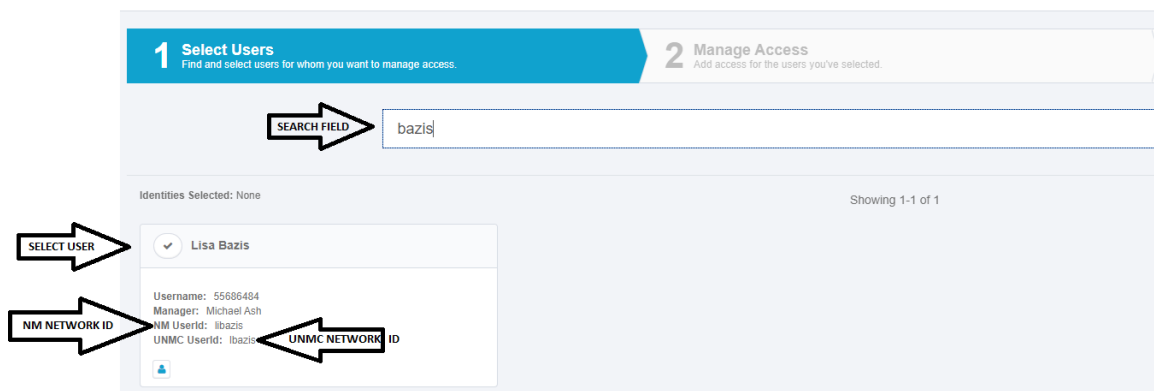 1 Select Users
Find and select users for whom you want to manage access.
2 Manage Access
Add access for the users you've selected.
SEARCH FIELD
bazis
Identities Selected: None
Showing 1-1 of 1
SELECT USER
Lisa Bazis
Username: 55686484
Manager: Michael Ash
NM NETWORK ID
NM UserId: libazis
UNMC UserId: lbazis
UNMC NETWORK ID